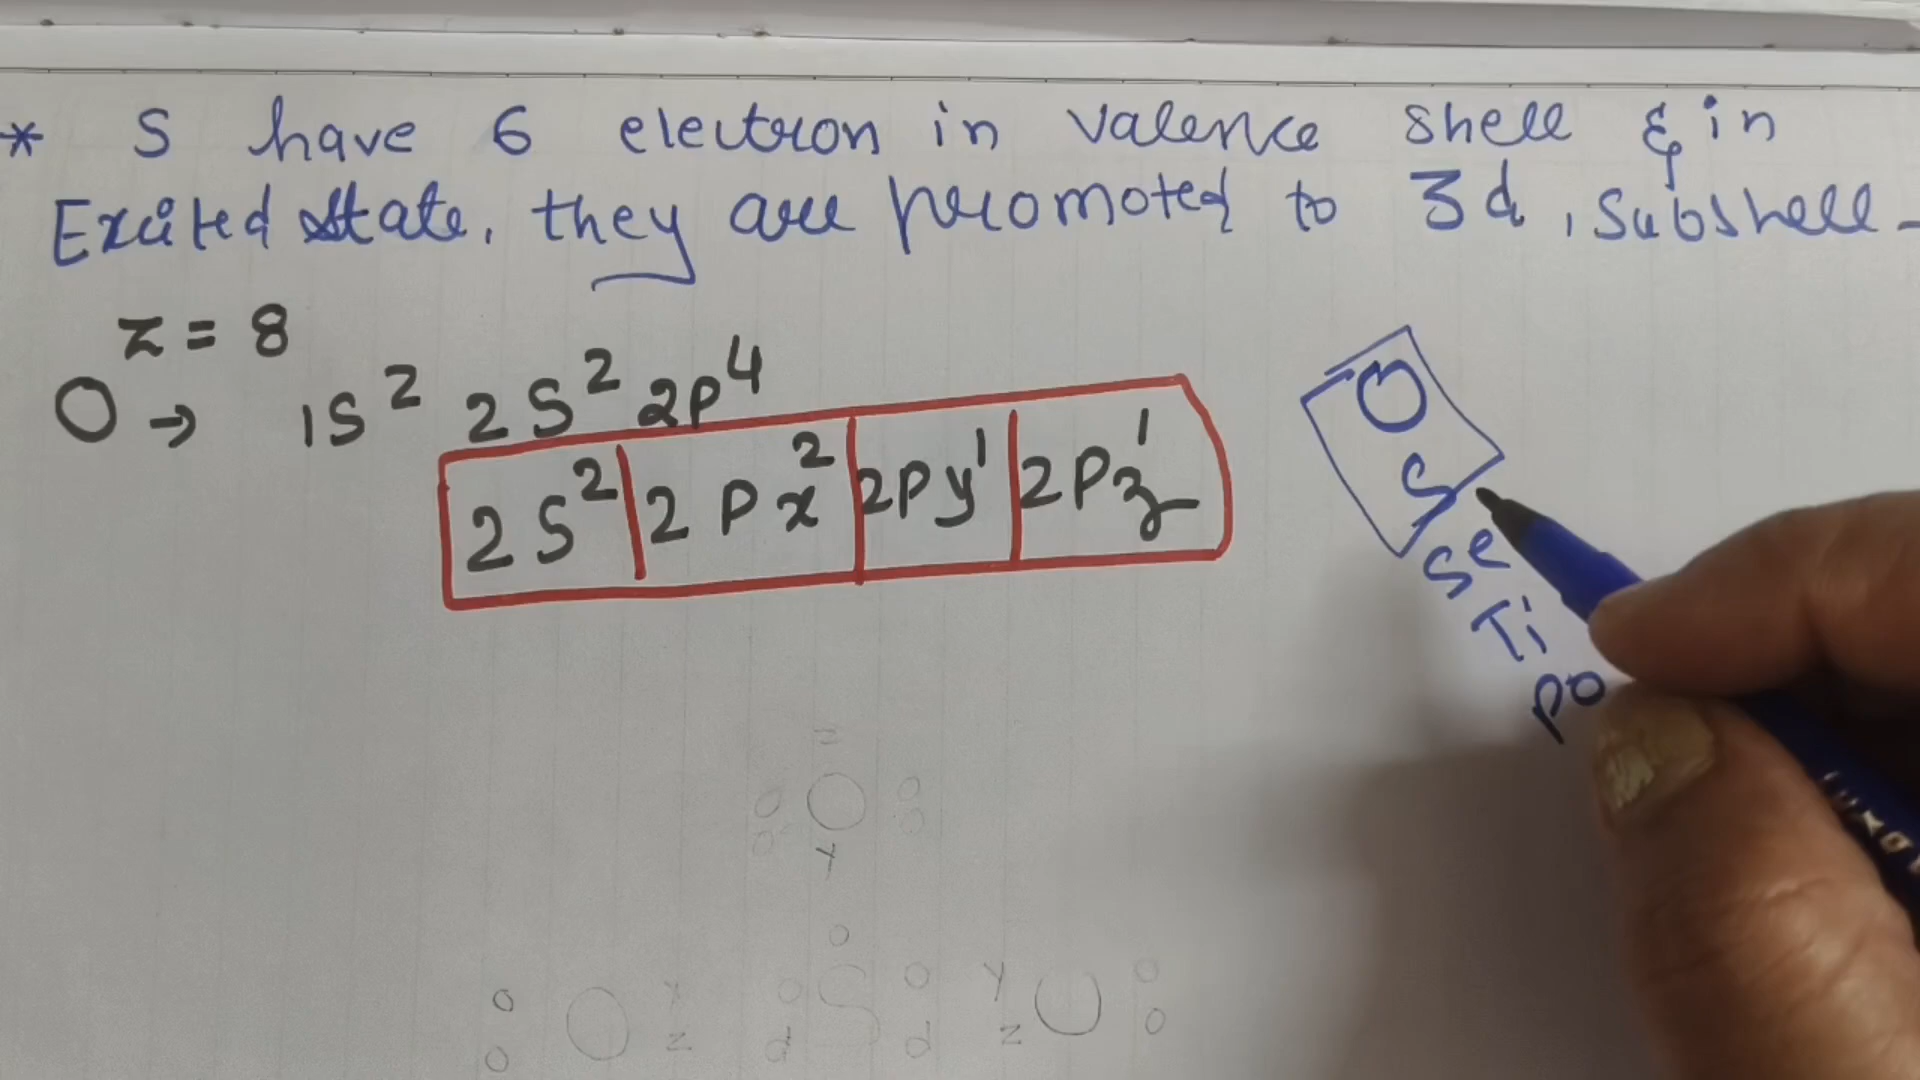 * S have 6 electron in valence shell & in
Excited state, they are promoted to 3d, subshell -
z = 8
O → 1S² 2S² 2p⁴
2S² 2Px² 2Py¹ 2Pz¹
O
S
Se
Ti
Po